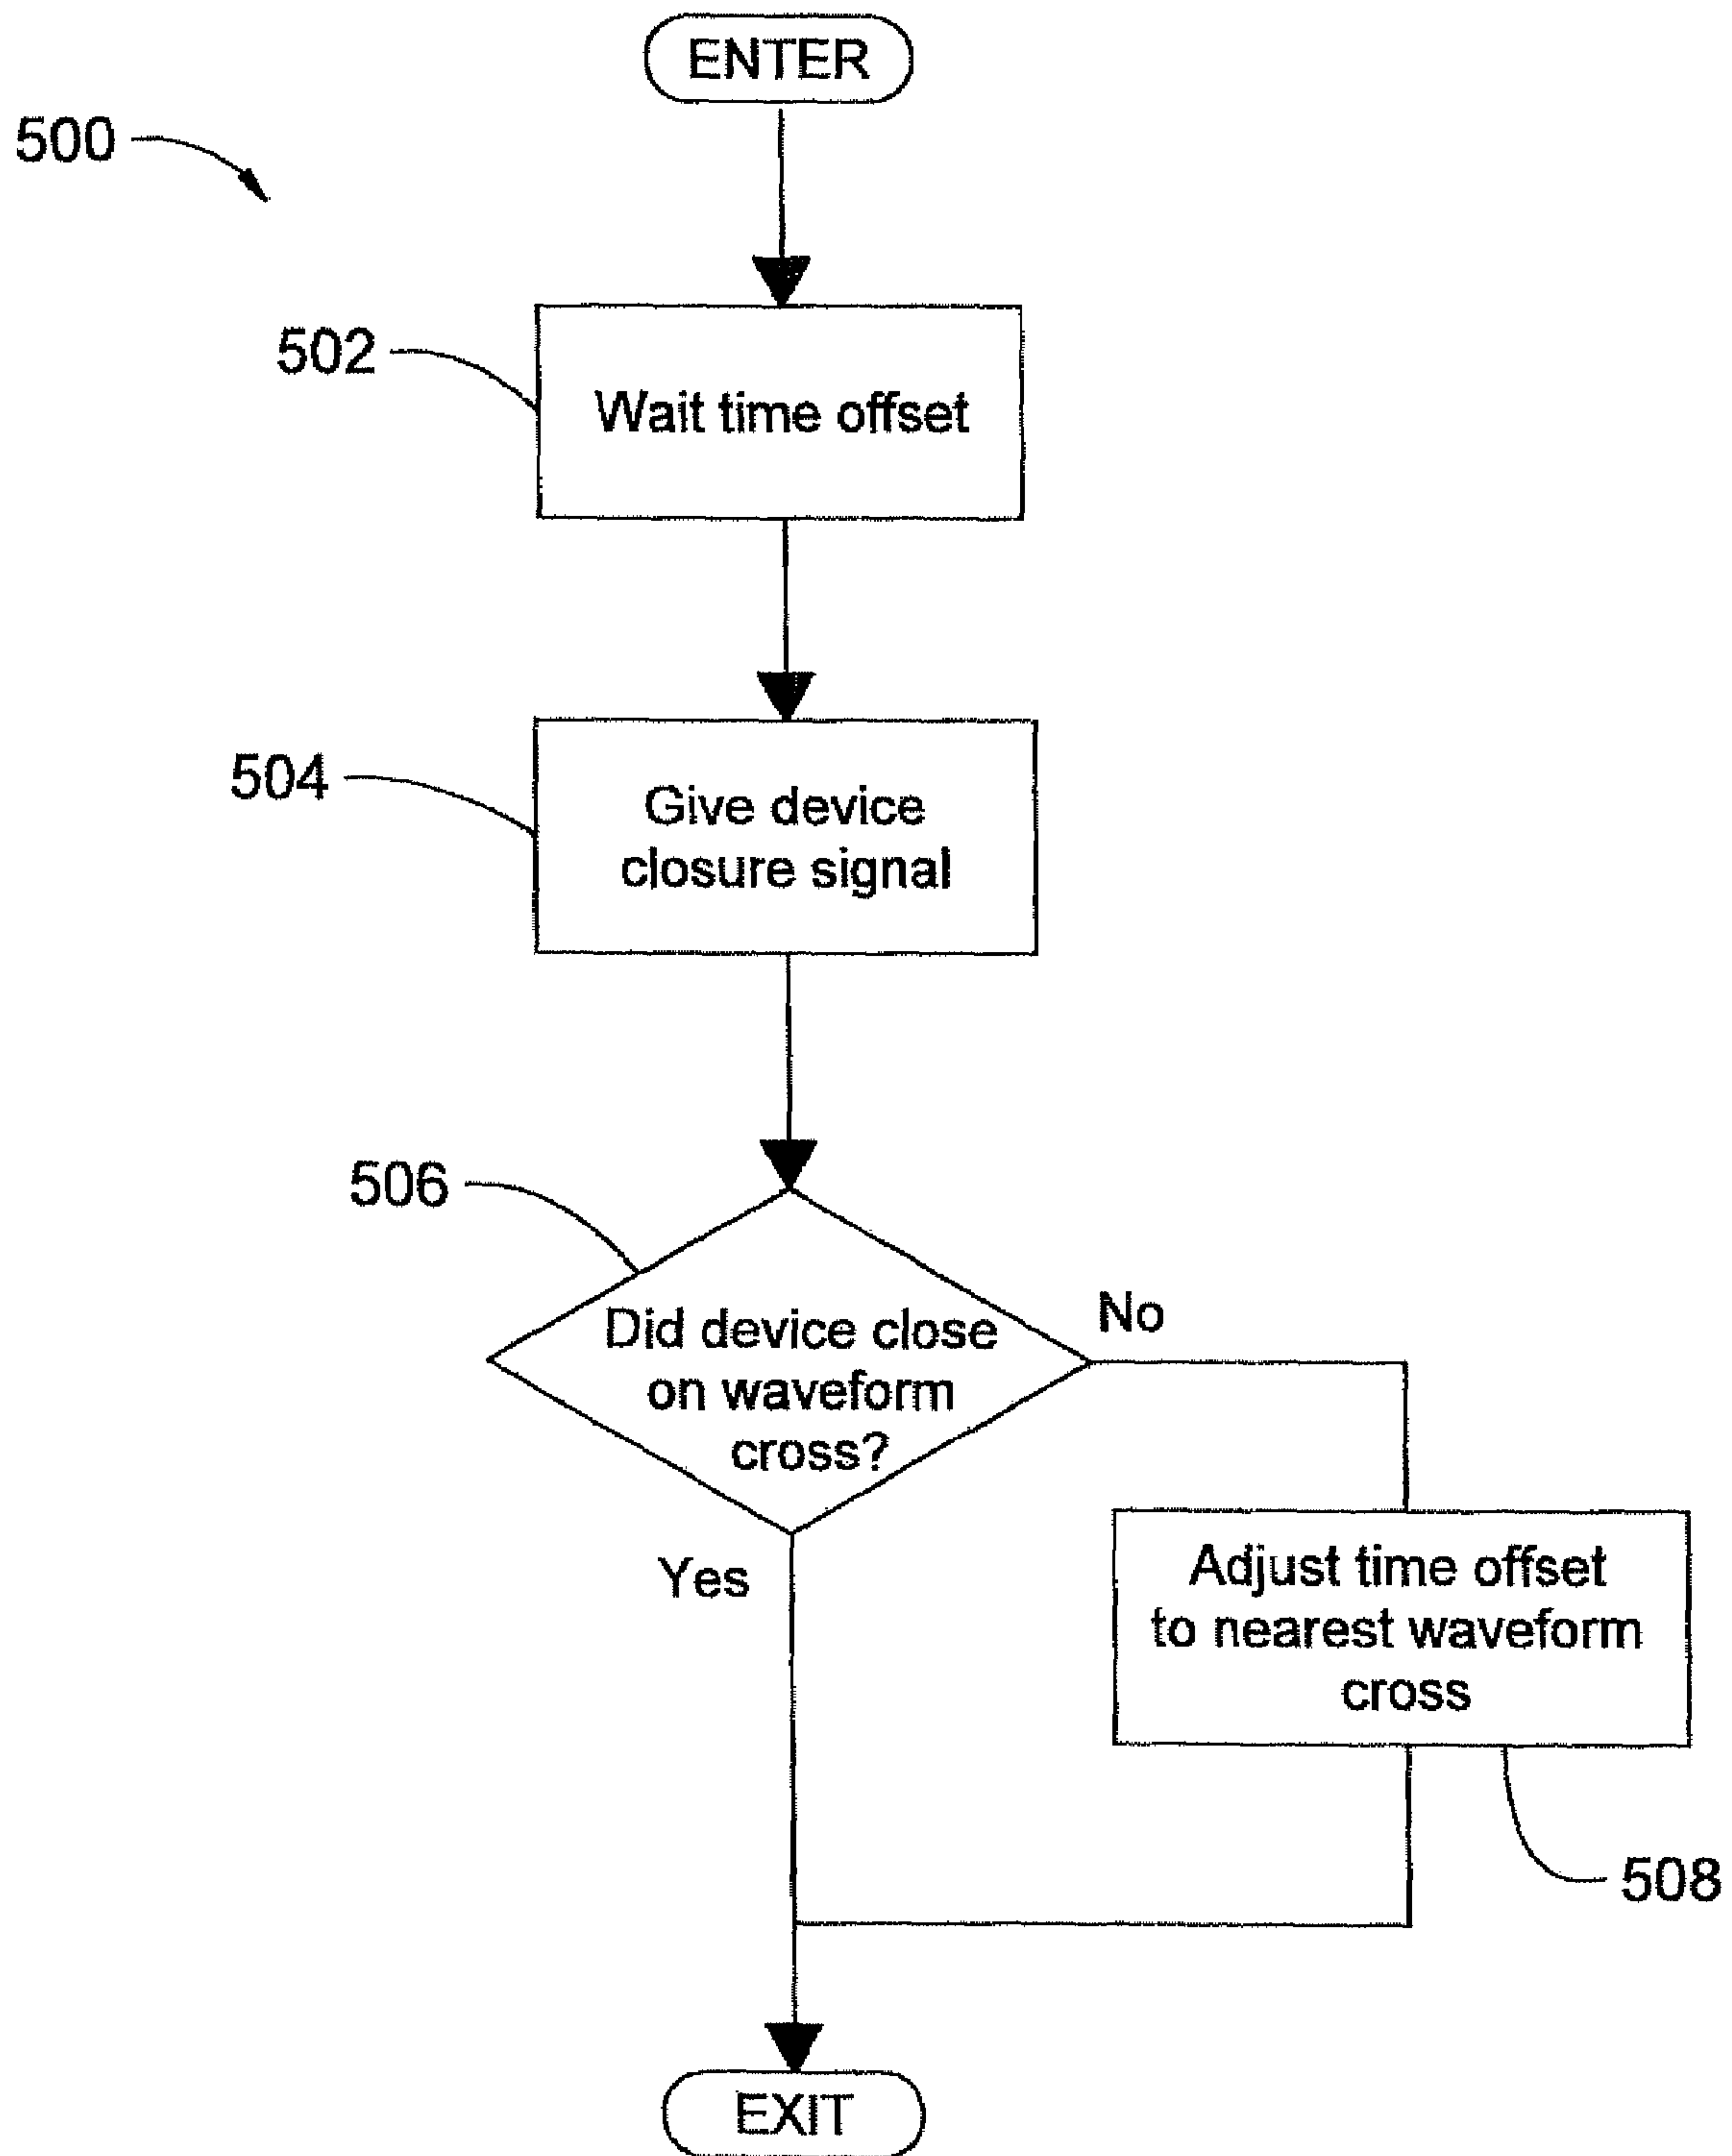 ENTER
500
502
Wait time offset
504
Give device
closure signal
506
Did device close
on waveform
cross?
No
Yes
Adjust time offset
to nearest waveform
cross
508
EXIT